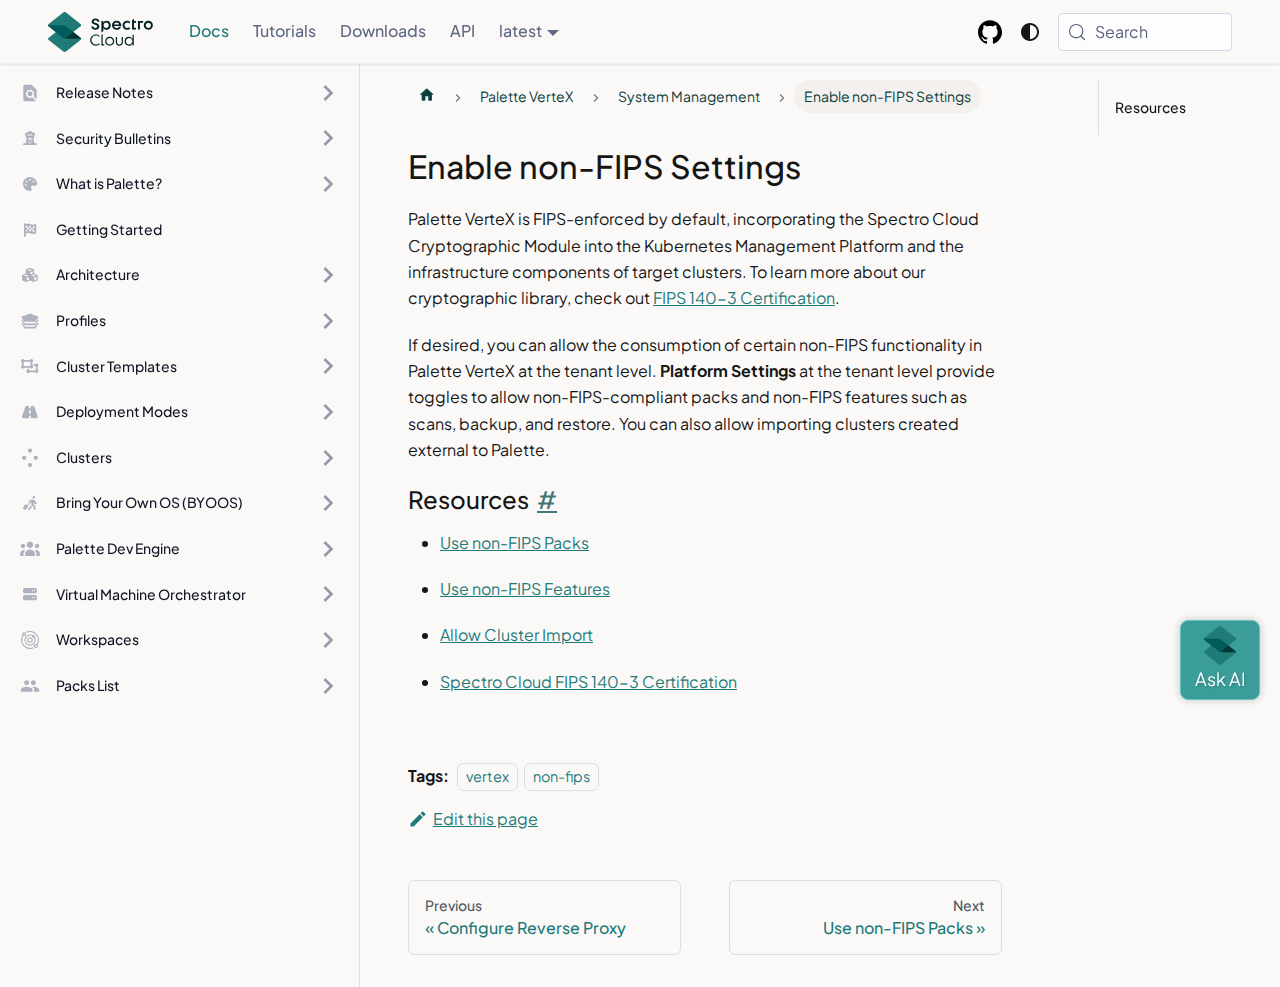 Spectro
Cloud
Docs
Tutorials
Downloads
API
latest
Search
Release Notes
Security Bulletins
What is Palette?
Getting Started
Architecture
Profiles
Cluster Templates
Deployment Modes
Clusters
Bring Your Own OS (BYOOS)
Palette Dev Engine
Virtual Machine Orchestrator
Workspaces
Packs List
Palette VerteX
System Management
Enable non-FIPS Settings
Enable non-FIPS Settings
Palette VerteX is FIPS-enforced by default, incorporating the Spectro Cloud
Cryptographic Module into the Kubernetes Management Platform and the
infrastructure components of target clusters. To learn more about our
cryptographic library, check out FIPS 140-3 Certification.
If desired, you can allow the consumption of certain non-FIPS functionality in
Palette VerteX at the tenant level. Platform Settings at the tenant level provide
toggles to allow non-FIPS-compliant packs and non-FIPS features such as
scans, backup, and restore. You can also allow importing clusters created
external to Palette.
Resources #
Use non-FIPS Packs
Use non-FIPS Features
Allow Cluster Import
Spectro Cloud FIPS 140-3 Certification
Tags: vertex non-fips
Edit this page
Previous
« Configure Reverse Proxy
Next
Use non-FIPS Packs »
Resources
Ask AI